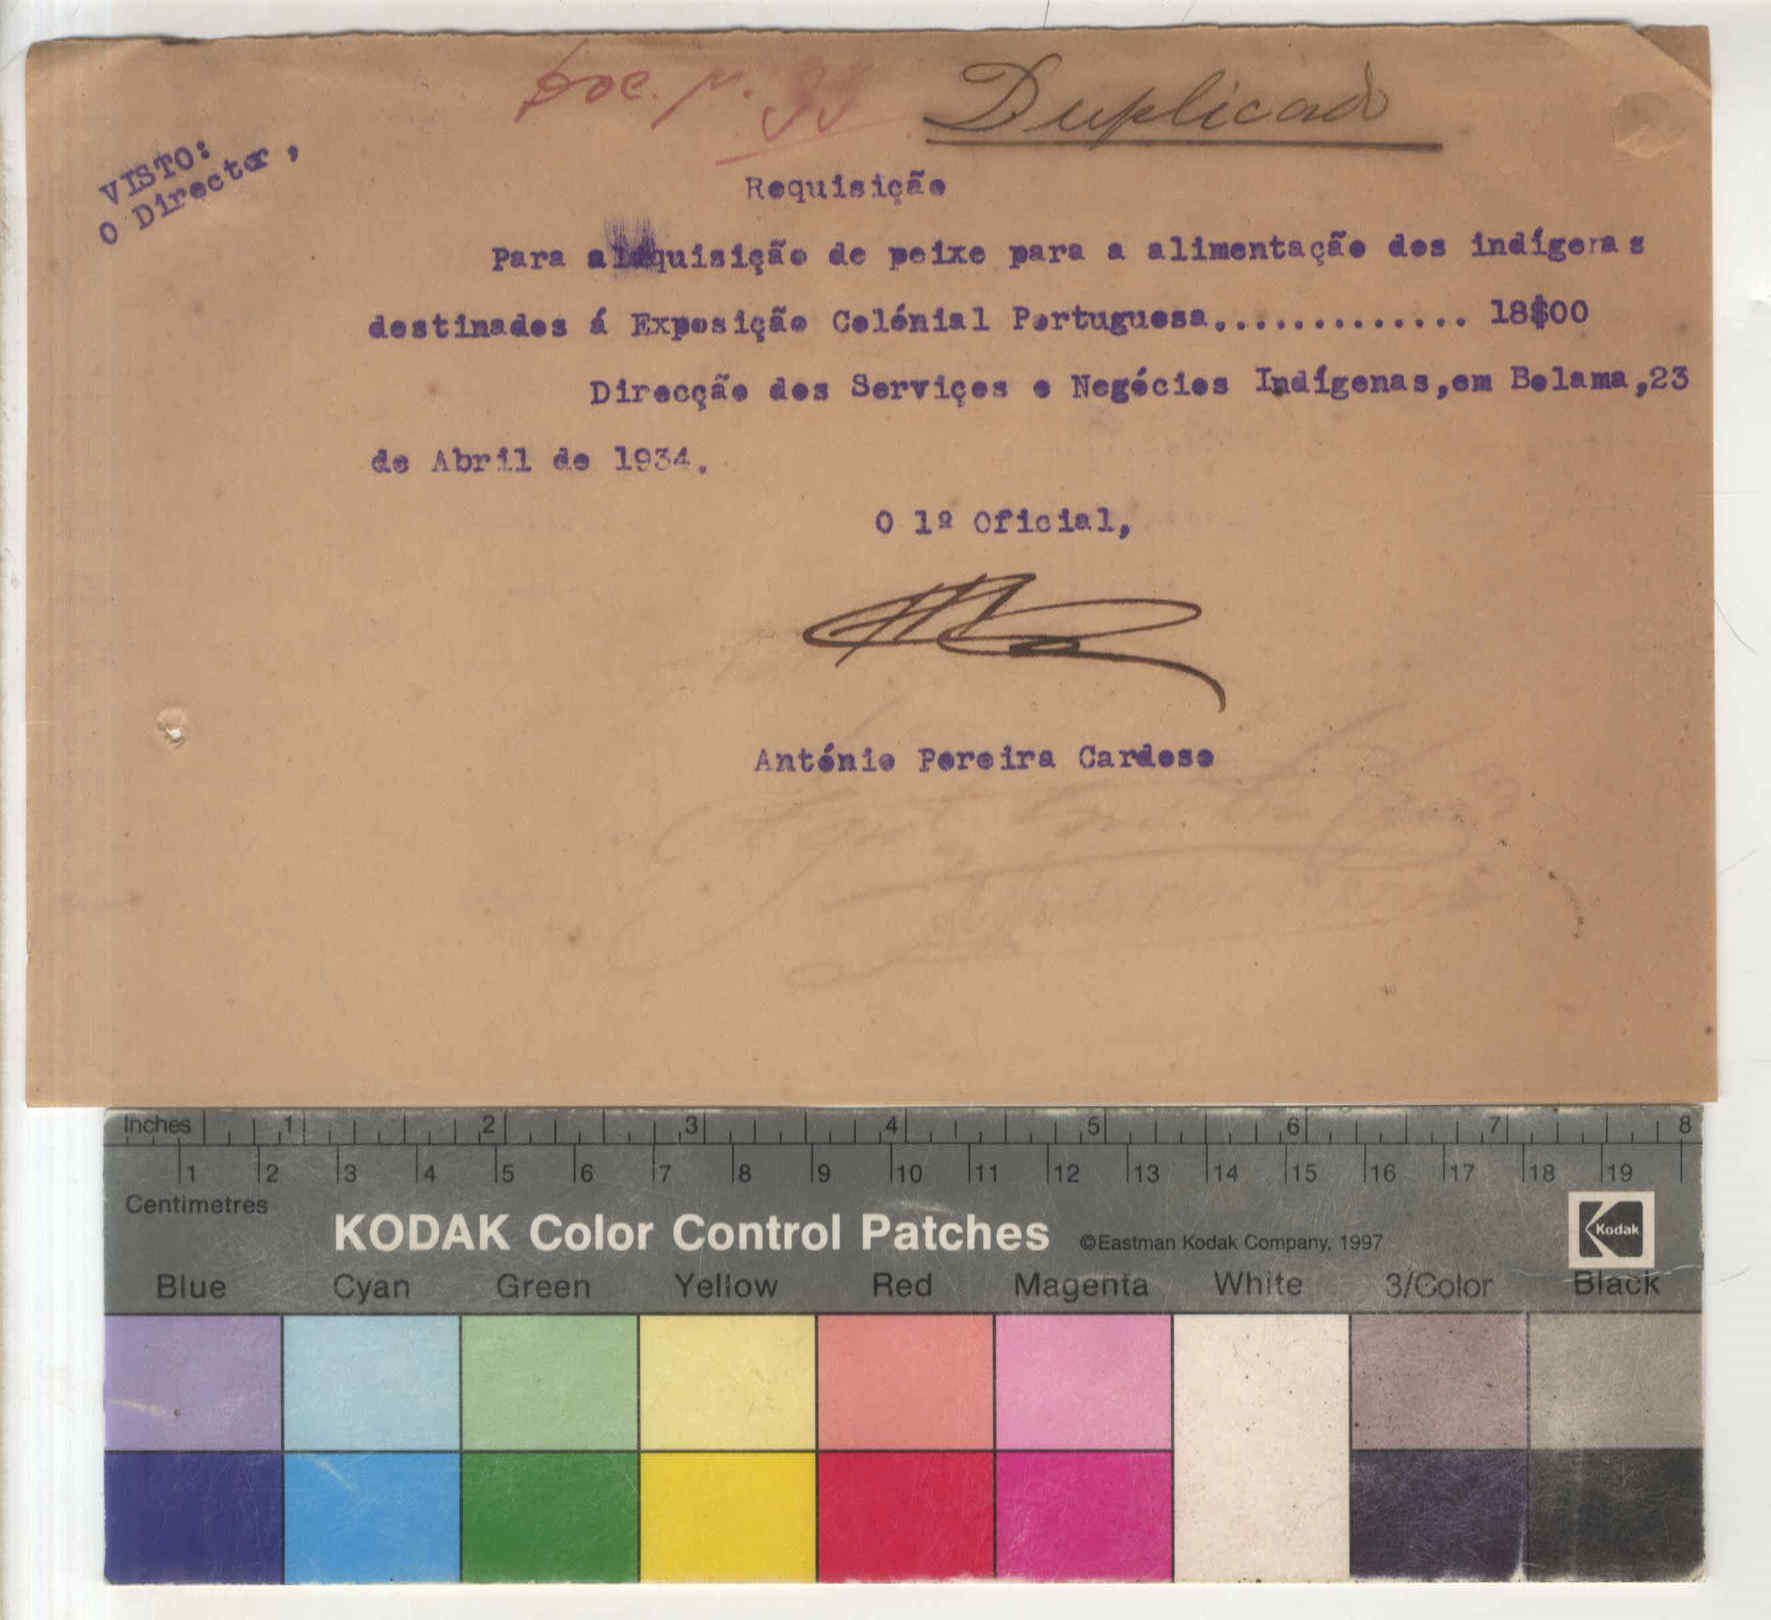 Doc. n.º 33
Duplicado
VISTO:
O Director,
Requisição
Para aquisição de peixe para a alimentação dos indígenas
destinados á Exposição Colónial Portuguesa.............. 18$00
Direcção dos Serviços e Negócios Indígenas,em Bolama,23
de Abril de 1934.
O 1º Oficial,
António Pereira Cardoso
Inches 1 2 3 4 5 6 7 8
1 2 3 4 5 6 7 8 9 10 11 12 13 14 15 16 17 18 19
Centimetres
KODAK Color Control Patches ©Eastman Kodak Company, 1997 Kodak
Blue Cyan Green Yellow Red Magenta White 3/Color Black